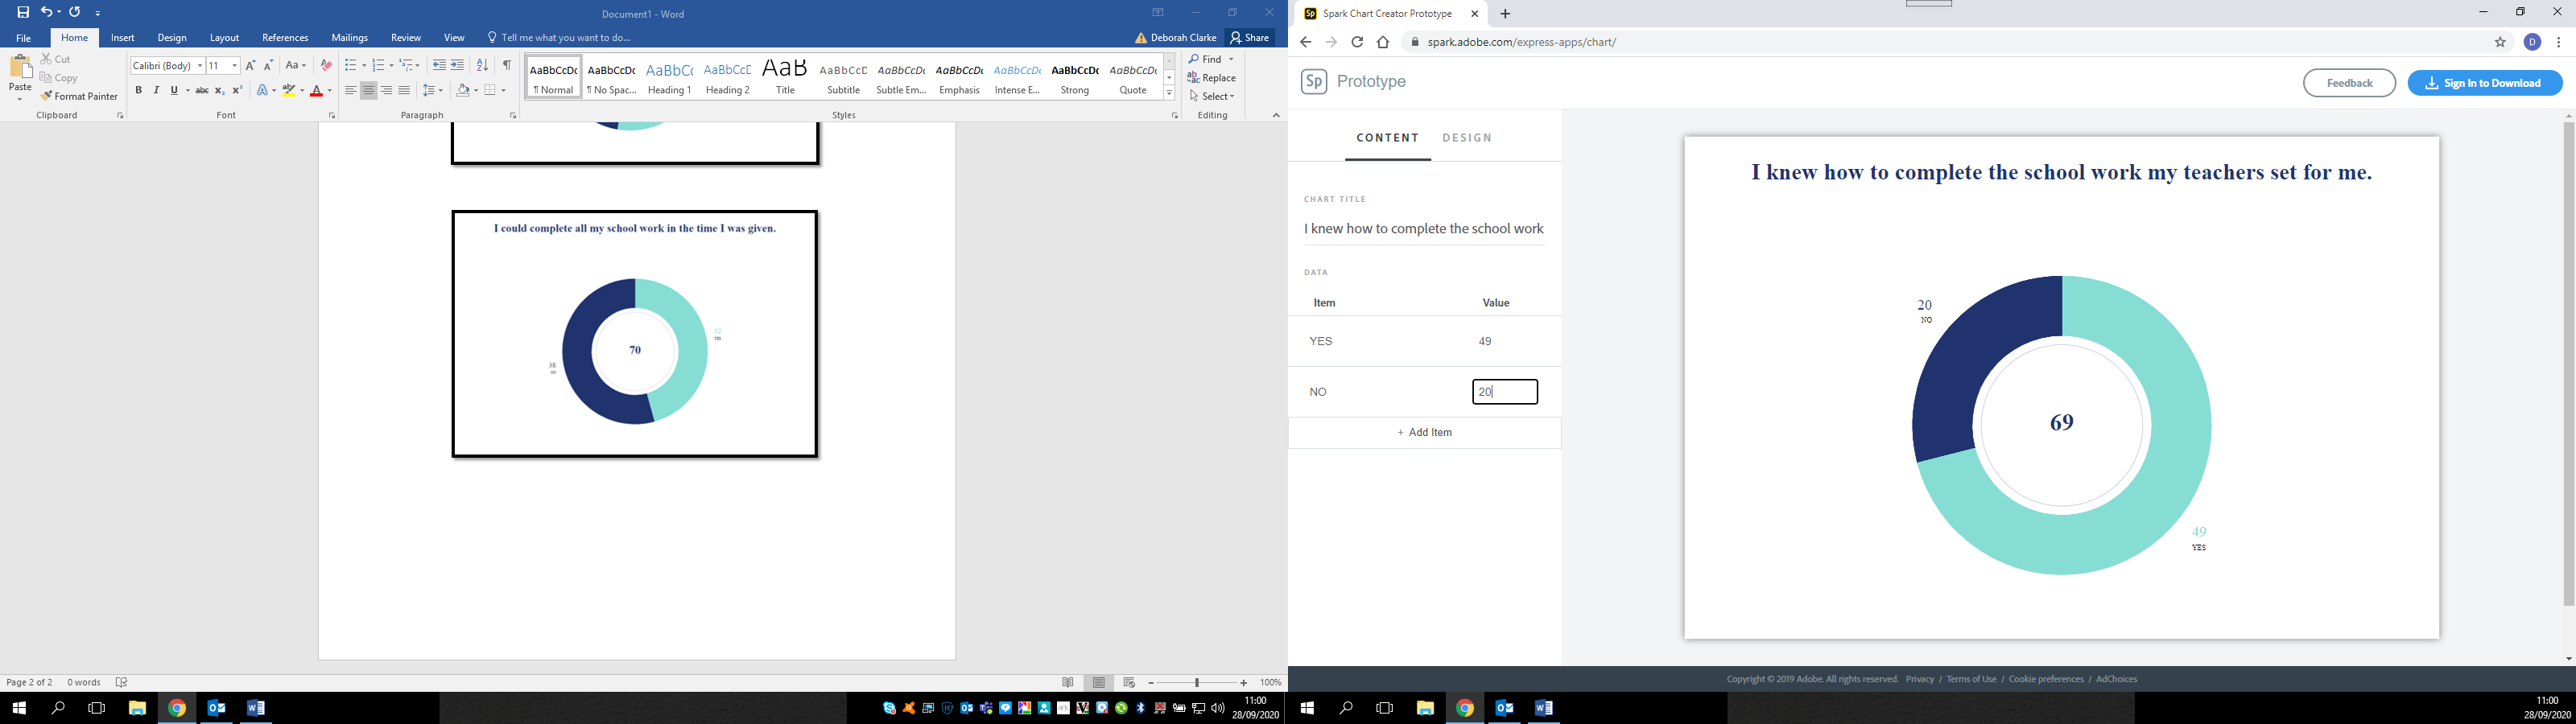 Document1 - Word
File Home Insert Design Layout References Mailings Review View Tell me what you want to do...
Deborah Clarke Share
Paste
Cut
Copy
Format Painter
Clipboard
Calibri (Body) 11
Font
Paragraph
AaBbCcDc AaBbCcDc AaBbCc AaBbCcD AaB AaBbCcD AaBbCcDc AaBbCcDc AaBbCcDc AaBbCcDc AaBbCcDc
¶ Normal ¶ No Spac... Heading 1 Heading 2 Title Subtitle Subtle Em... Emphasis Intense E... Strong Quote
Styles
Find
Replace
Select
Editing
I could complete all my school work in the time I was given.
32
70
38
Page 2 of 2 0 words
100%
11:00
28/09/2020
Spark Chart Creator Prototype
spark.adobe.com/express-apps/chart/
Sp Prototype
Feedback
Sign In to Download
CONTENT DESIGN
CHART TITLE
I knew how to complete the school work
DATA
Item Value
YES 49
NO 20
+ Add Item
I knew how to complete the school work my teachers set for me.
20
NO
69
49
YES
Copyright © 2019 Adobe. All rights reserved. Privacy / Terms of Use / Cookie preferences / AdChoices
11:00
28/09/2020